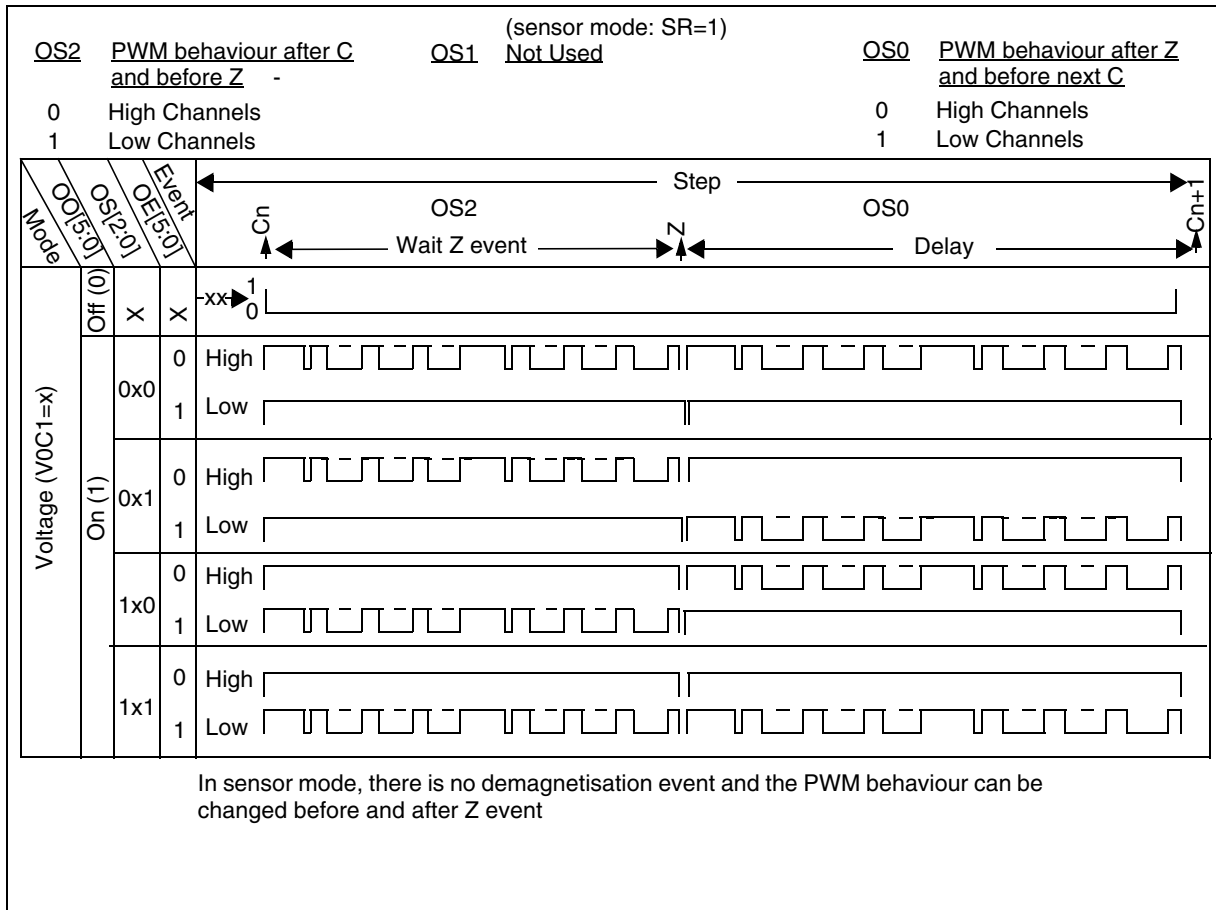 (sensor mode: SR=1)
OS2 PWM behaviour after C and before Z -
0 High Channels
1 Low Channels
OS1 Not Used
OS0 PWM behaviour after Z and before next C
0 High Channels
1 Low Channels
Mode OO[5:0] OS[2:0] OE[5:0] Event
Step
Cn OS2 Z OS0 Cn+1
Wait Z event Delay
Voltage (V0C1=x)
Off (0) X X xx 1 0
On (1)
0x0
0 High
1 Low
0x1
0 High
1 Low
1x0
0 High
1 Low
1x1
0 High
1 Low
In sensor mode, there is no demagnetisation event and the PWM behaviour can be
changed before and after Z event